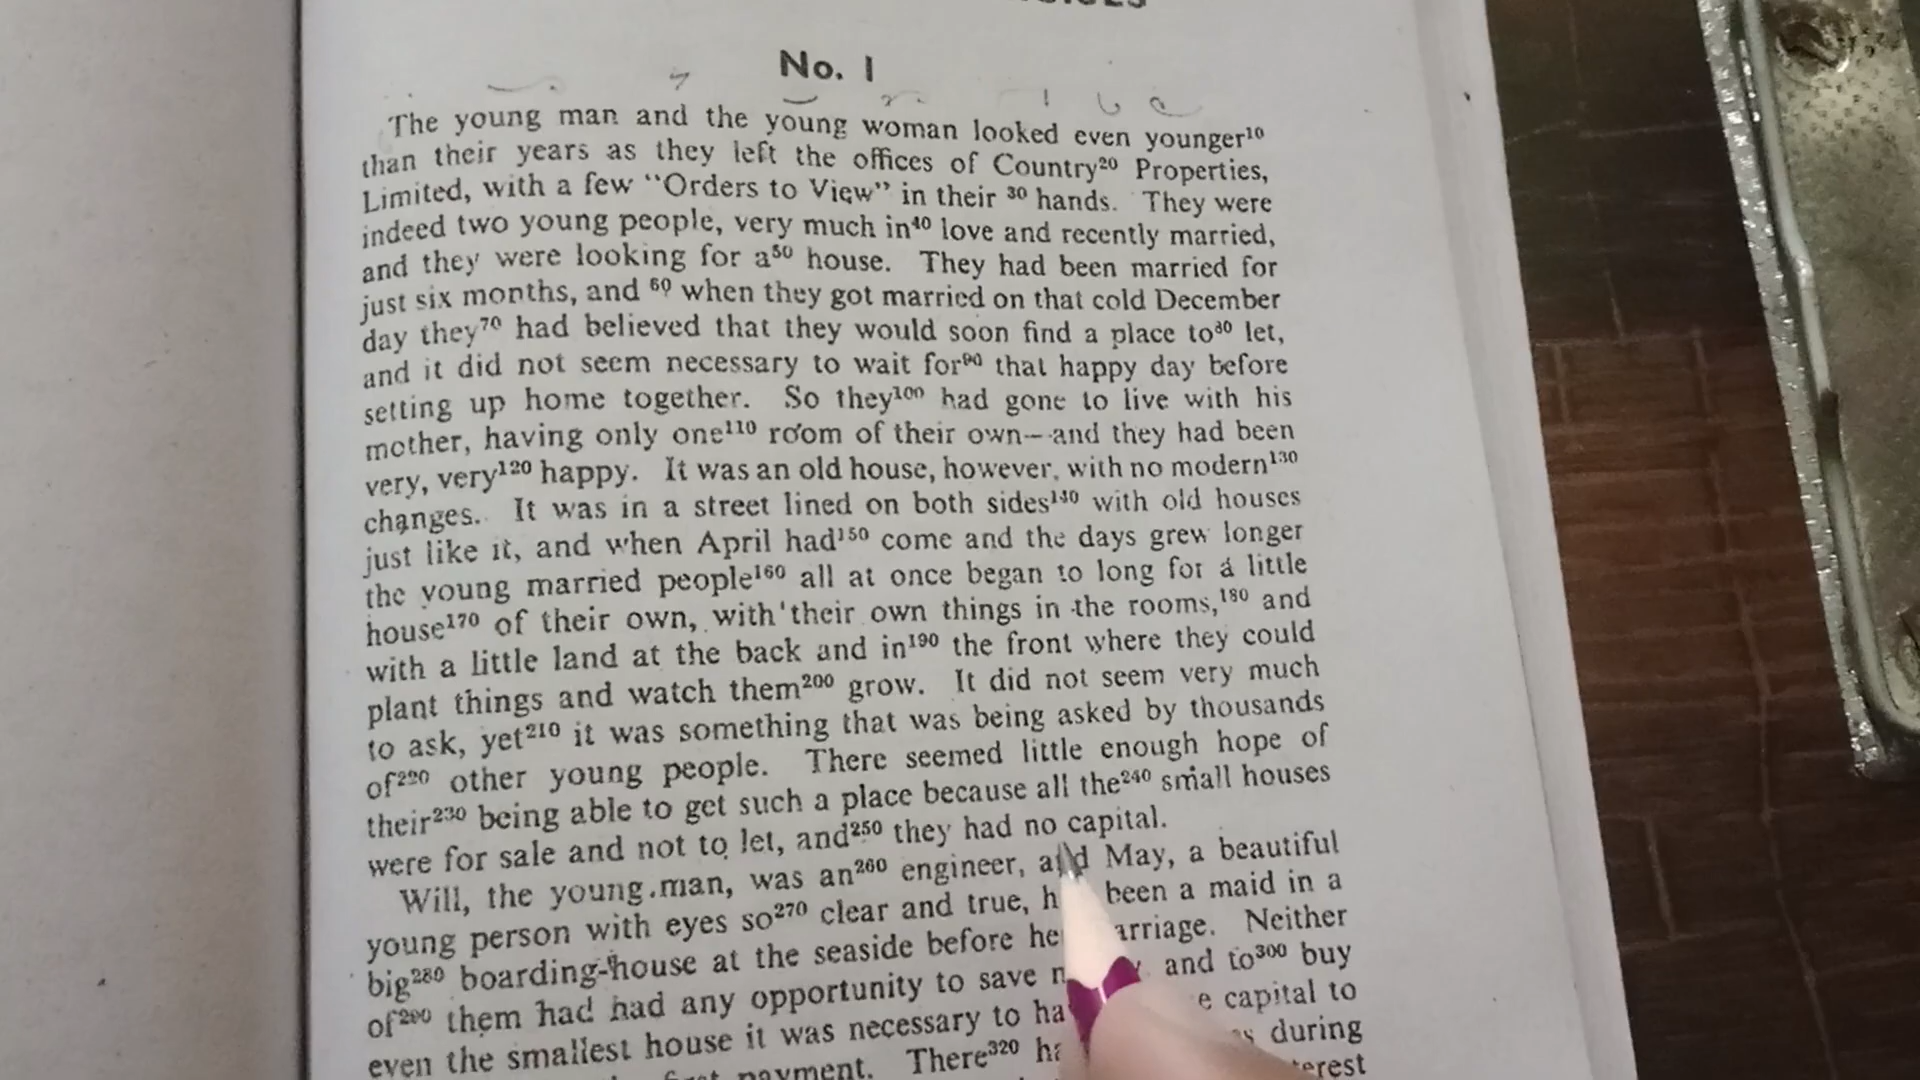 No. 1
The young man and the young woman looked even younger¹⁰
than their years as they left the offices of Country²⁰ Properties,
Limited, with a few "Orders to View" in their ³⁰ hands. They were
indeed two young people, very much in⁴⁰ love and recently married,
and they were looking for a⁵⁰ house. They had been married for
just six months, and ⁶⁰ when they got married on that cold December
day they⁷⁰ had believed that they would soon find a place to⁸⁰ let,
and it did not seem necessary to wait for⁹⁰ that happy day before
setting up home together. So they¹⁰⁰ had gone to live with his
mother, having only one¹¹⁰ room of their own—and they had been
very, very¹²⁰ happy. It was an old house, however, with no modern¹³⁰
changes. It was in a street lined on both sides¹⁴⁰ with old houses
just like it, and when April had¹⁵⁰ come and the days grew longer
the young married people¹⁶⁰ all at once began to long for a little
house¹⁷⁰ of their own, with their own things in the rooms,¹⁸⁰ and
with a little land at the back and in¹⁹⁰ the front where they could
plant things and watch them²⁰⁰ grow. It did not seem very much
to ask, yet²¹⁰ it was something that was being asked by thousands
of²²⁰ other young people. There seemed little enough hope of
their²³⁰ being able to get such a place because all the²⁴⁰ small houses
were for sale and not to let, and²⁵⁰ they had no capital.
Will, the young man, was an²⁶⁰ engineer, and May, a beautiful
young person with eyes so²⁷⁰ clear and true, been a maid in a
big²⁸⁰ boarding-house at the seaside before Neither
of²⁹⁰ them had had any opportunity to save and to³⁰⁰ buy
even the smallest house it was necessary to capital to
payment. There³²⁰ during